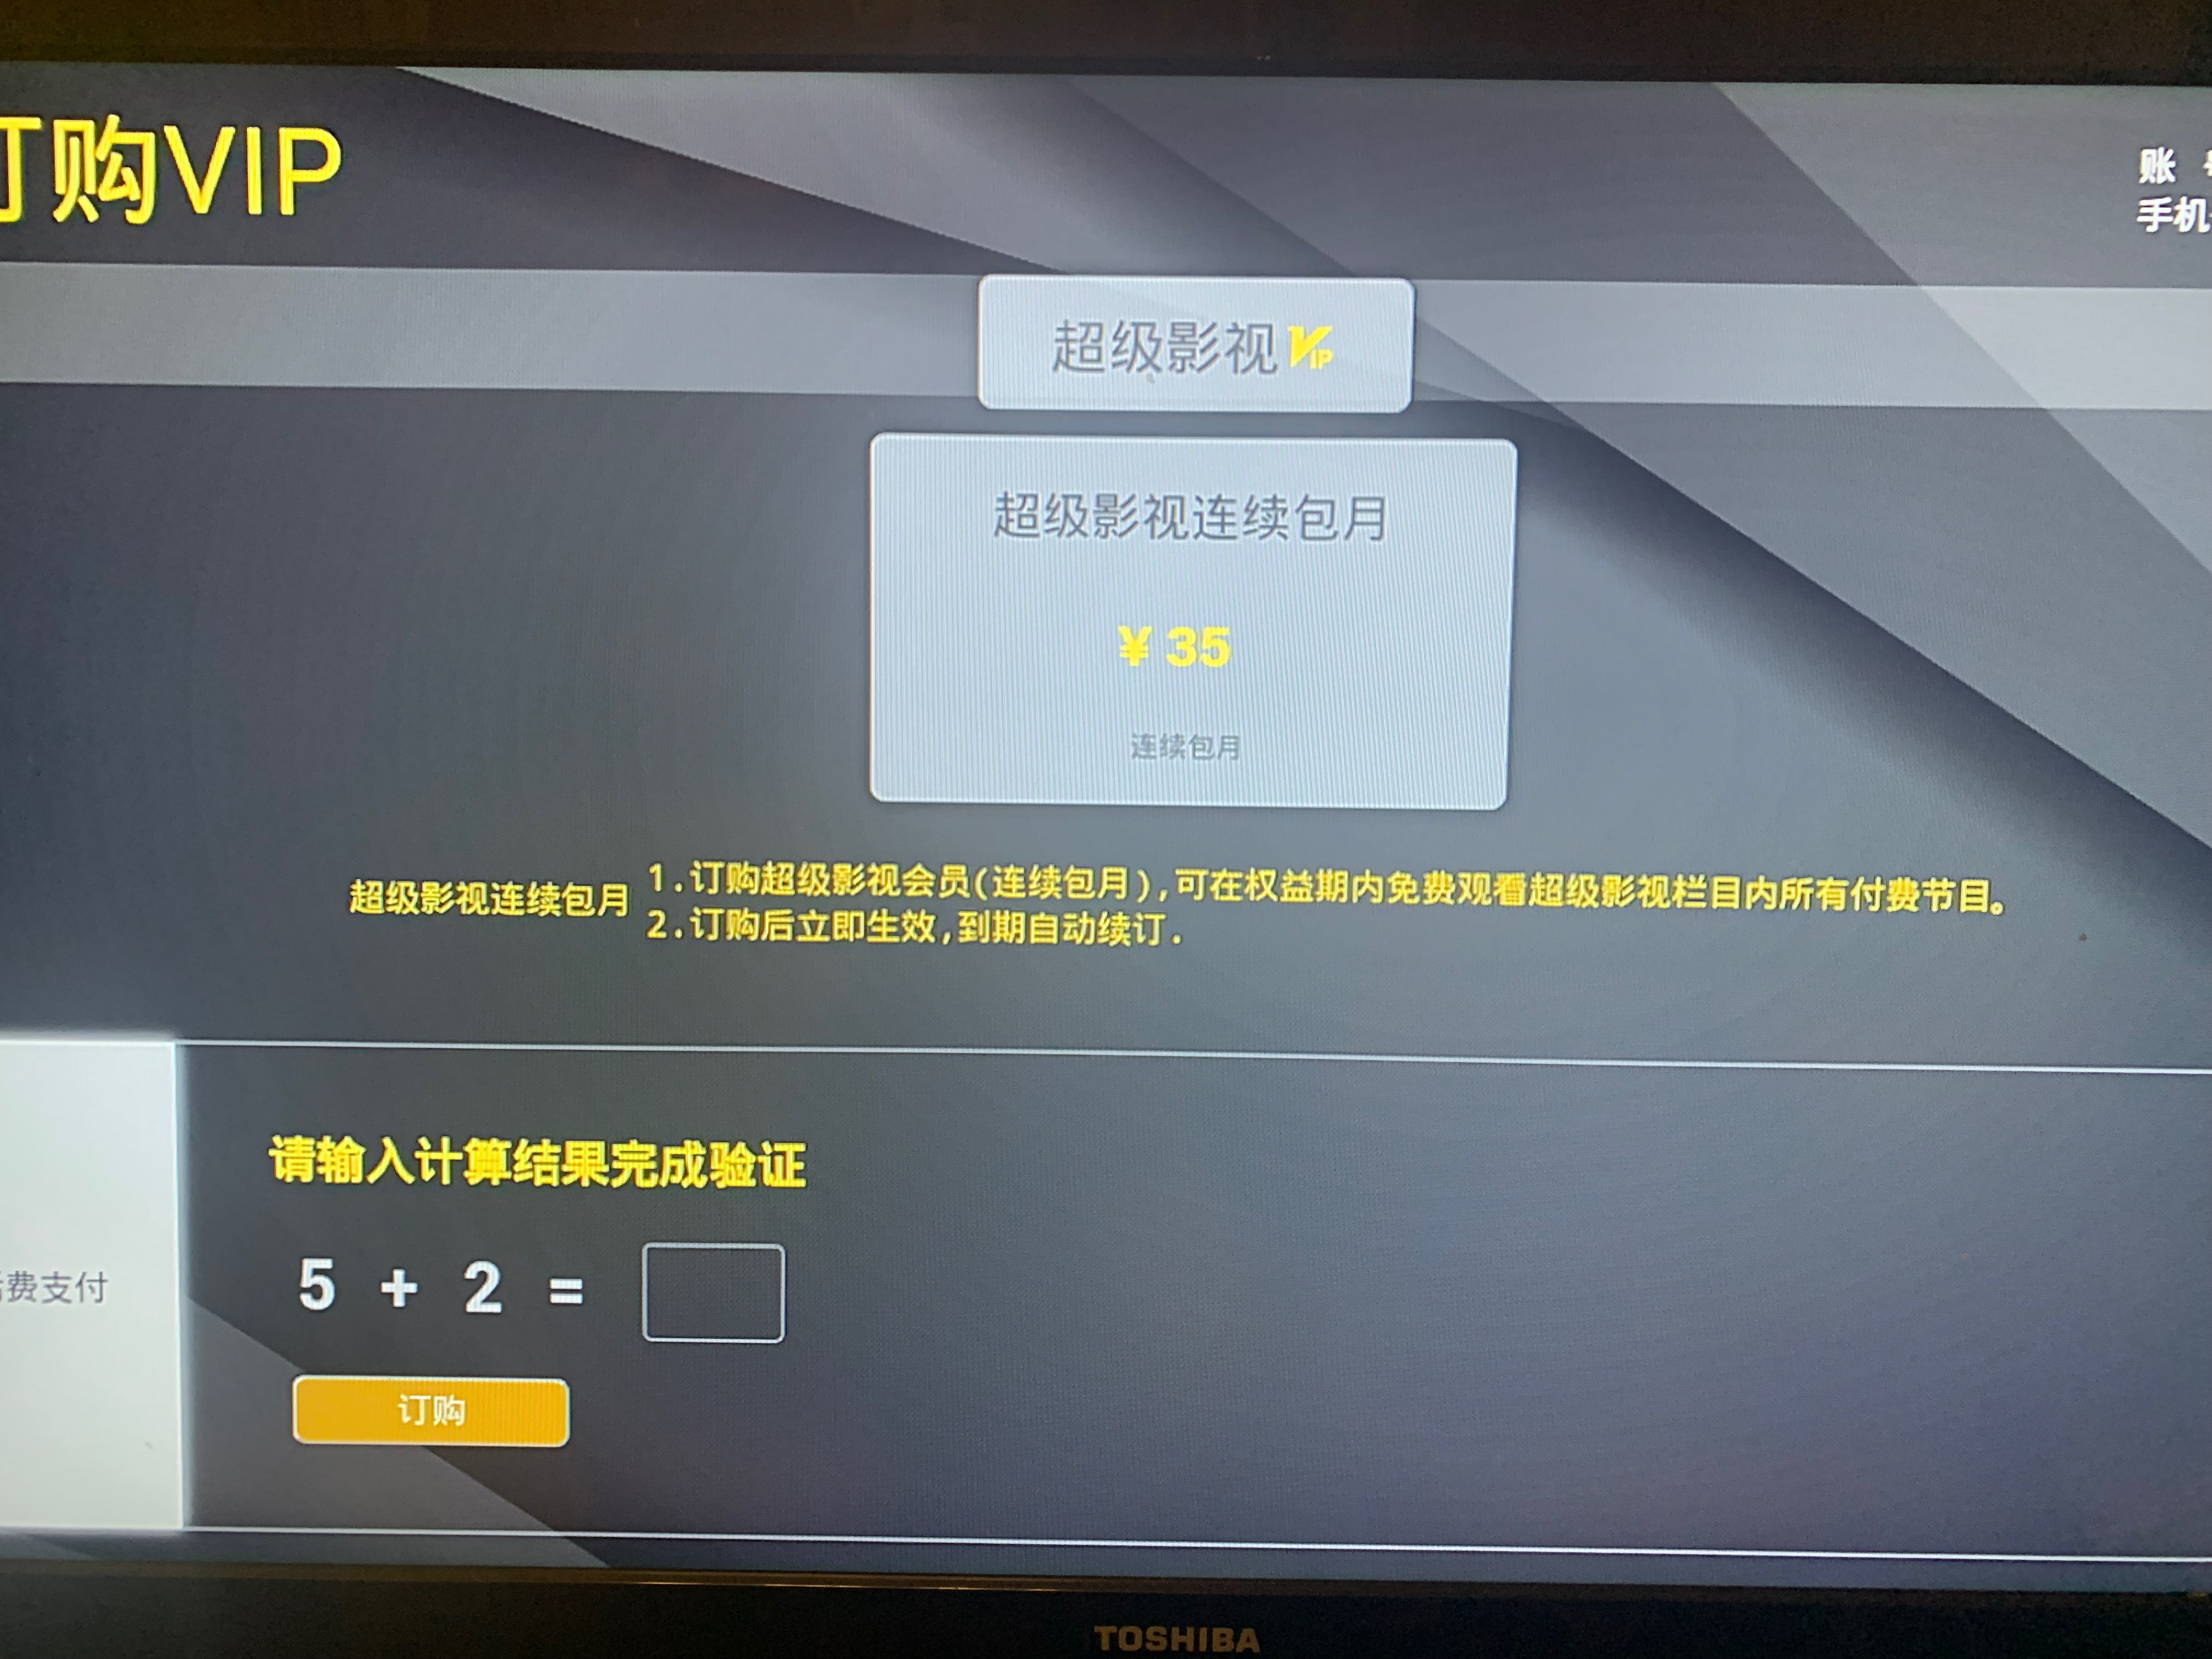 订购VIP
账 号
手机
超级影视VIP
超级影视连续包月
¥35
连续包月
超级影视连续包月
1.订购超级影视会员(连续包月),可在权益期内免费观看超级影视栏目内所有付费节目。
2.订购后立即生效,到期自动续订.
请输入计算结果完成验证
5 + 2 =
费支付
订购
TOSHIBA